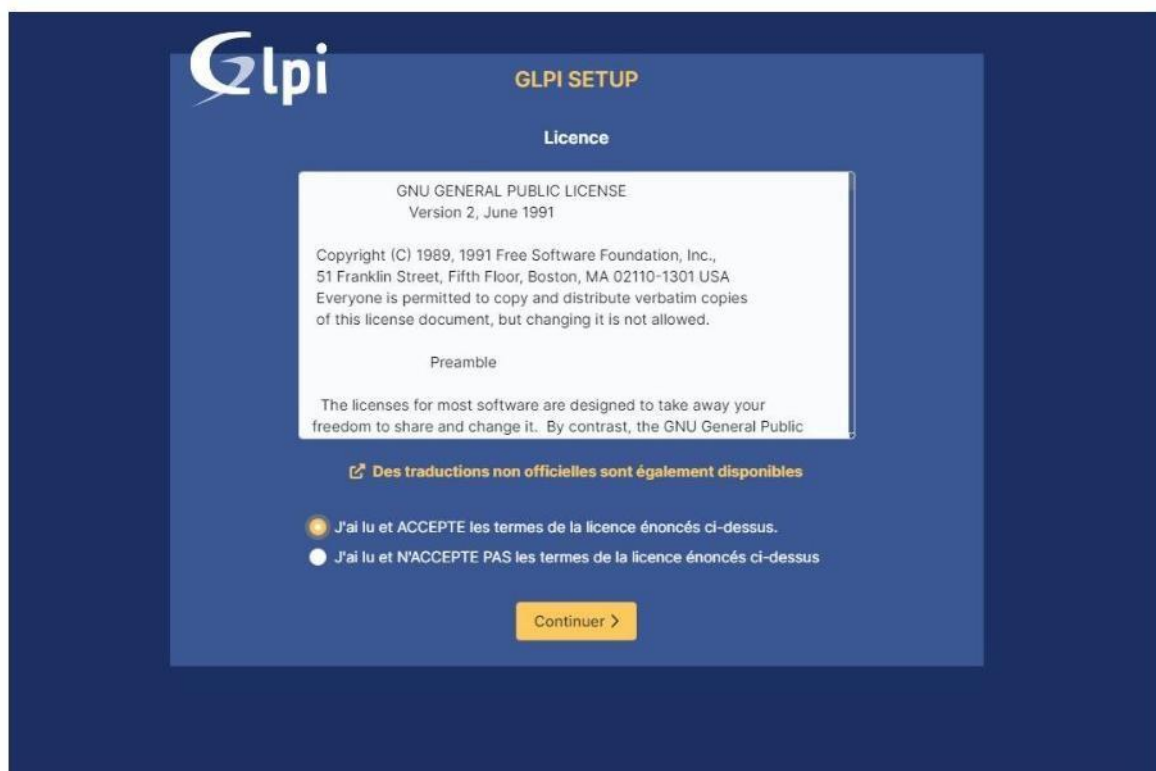 Glpi
GLPI SETUP
Licence
GNU GENERAL PUBLIC LICENSE
Version 2, June 1991
Copyright (C) 1989, 1991 Free Software Foundation, Inc.,
51 Franklin Street, Fifth Floor, Boston, MA 02110-1301 USA
Everyone is permitted to copy and distribute verbatim copies
of this license document, but changing it is not allowed.
Preamble
The licenses for most software are designed to take away your
freedom to share and change it. By contrast, the GNU General Public
Des traductions non officielles sont également disponibles
J'ai lu et ACCEPTE les termes de la licence énoncés ci-dessus.
J'ai lu et N'ACCEPTE PAS les termes de la licence énoncés ci-dessus
Continuer >